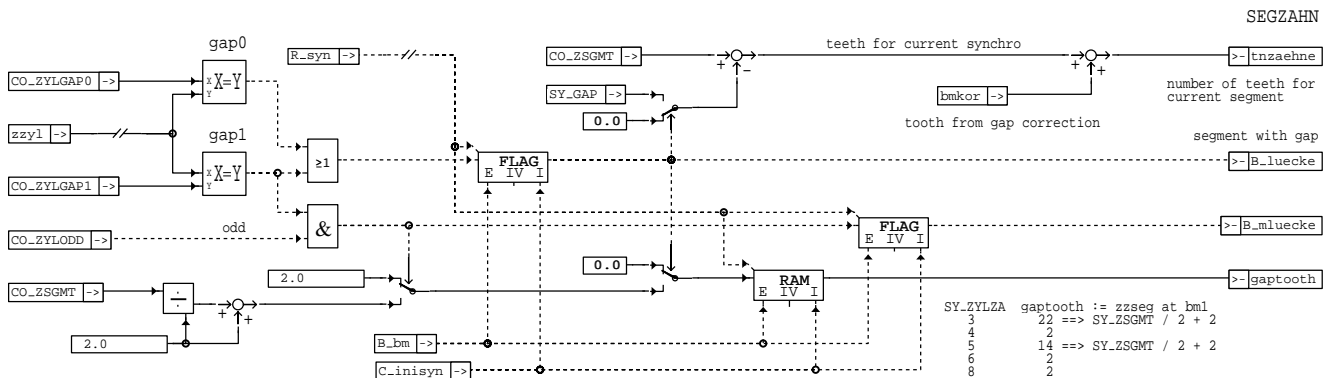 SEGZAHN
gap0
CO_ZYLGAP0 ->
X
Y
X=Y
R_syn ->
CO_ZSGMT ->
+
−
teeth for current synchro
+
+
>- tnzaehne
number of teeth for
current segment
SY_GAP ->
bmkor ->
0.0
tooth from gap correction
zzyl ->
gap1
X
Y
X=Y
≥1
FLAG
E IV I
segment with gap
>- B_luecke
CO_ZYLGAP1 ->
odd
&
CO_ZYLODD ->
FLAG
E IV I
>- B_mluecke
2.0
0.0
CO_ZSGMT ->
÷
+
+
RAM
E IV I
>- gaptooth
2.0
B_bm ->
C_inisyn ->
SY_ZYLZA gaptooth := zzseg at bm1
3 22 ==> SY_ZSGMT / 2 + 2
4 2
5 14 ==> SY_ZSGMT / 2 + 2
6 2
8 2